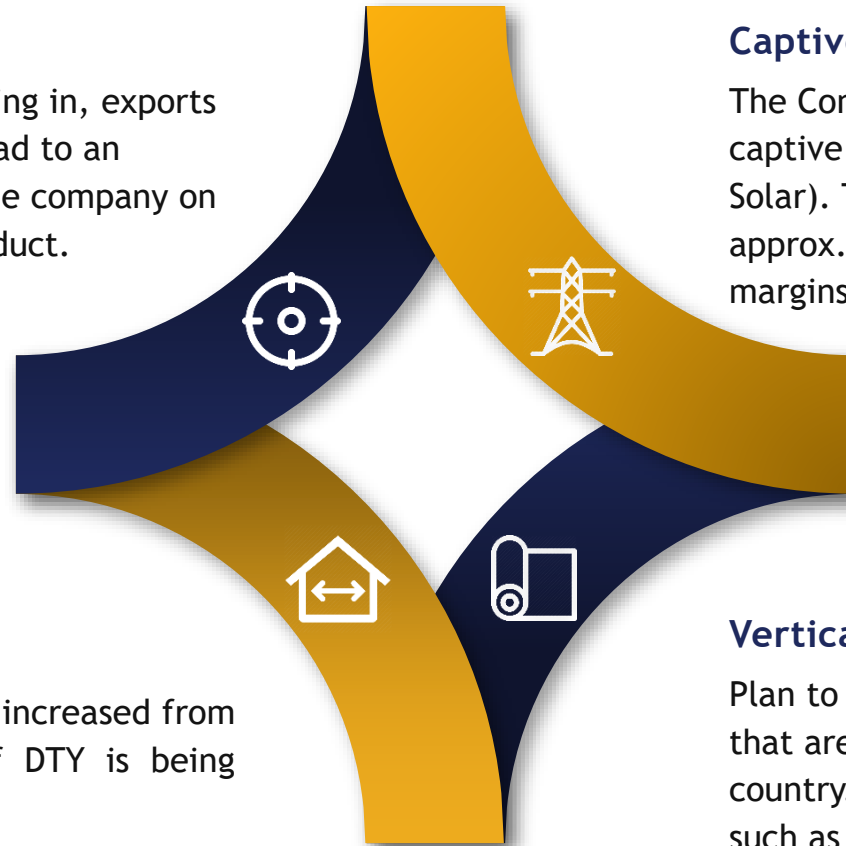 ing in, exports
ad to an
e company on
duct.
Captiv
The Con
captive
Solar). T
approx.
margins
increased from
DTY is being
Vertica
Plan to
that are
country.
such as